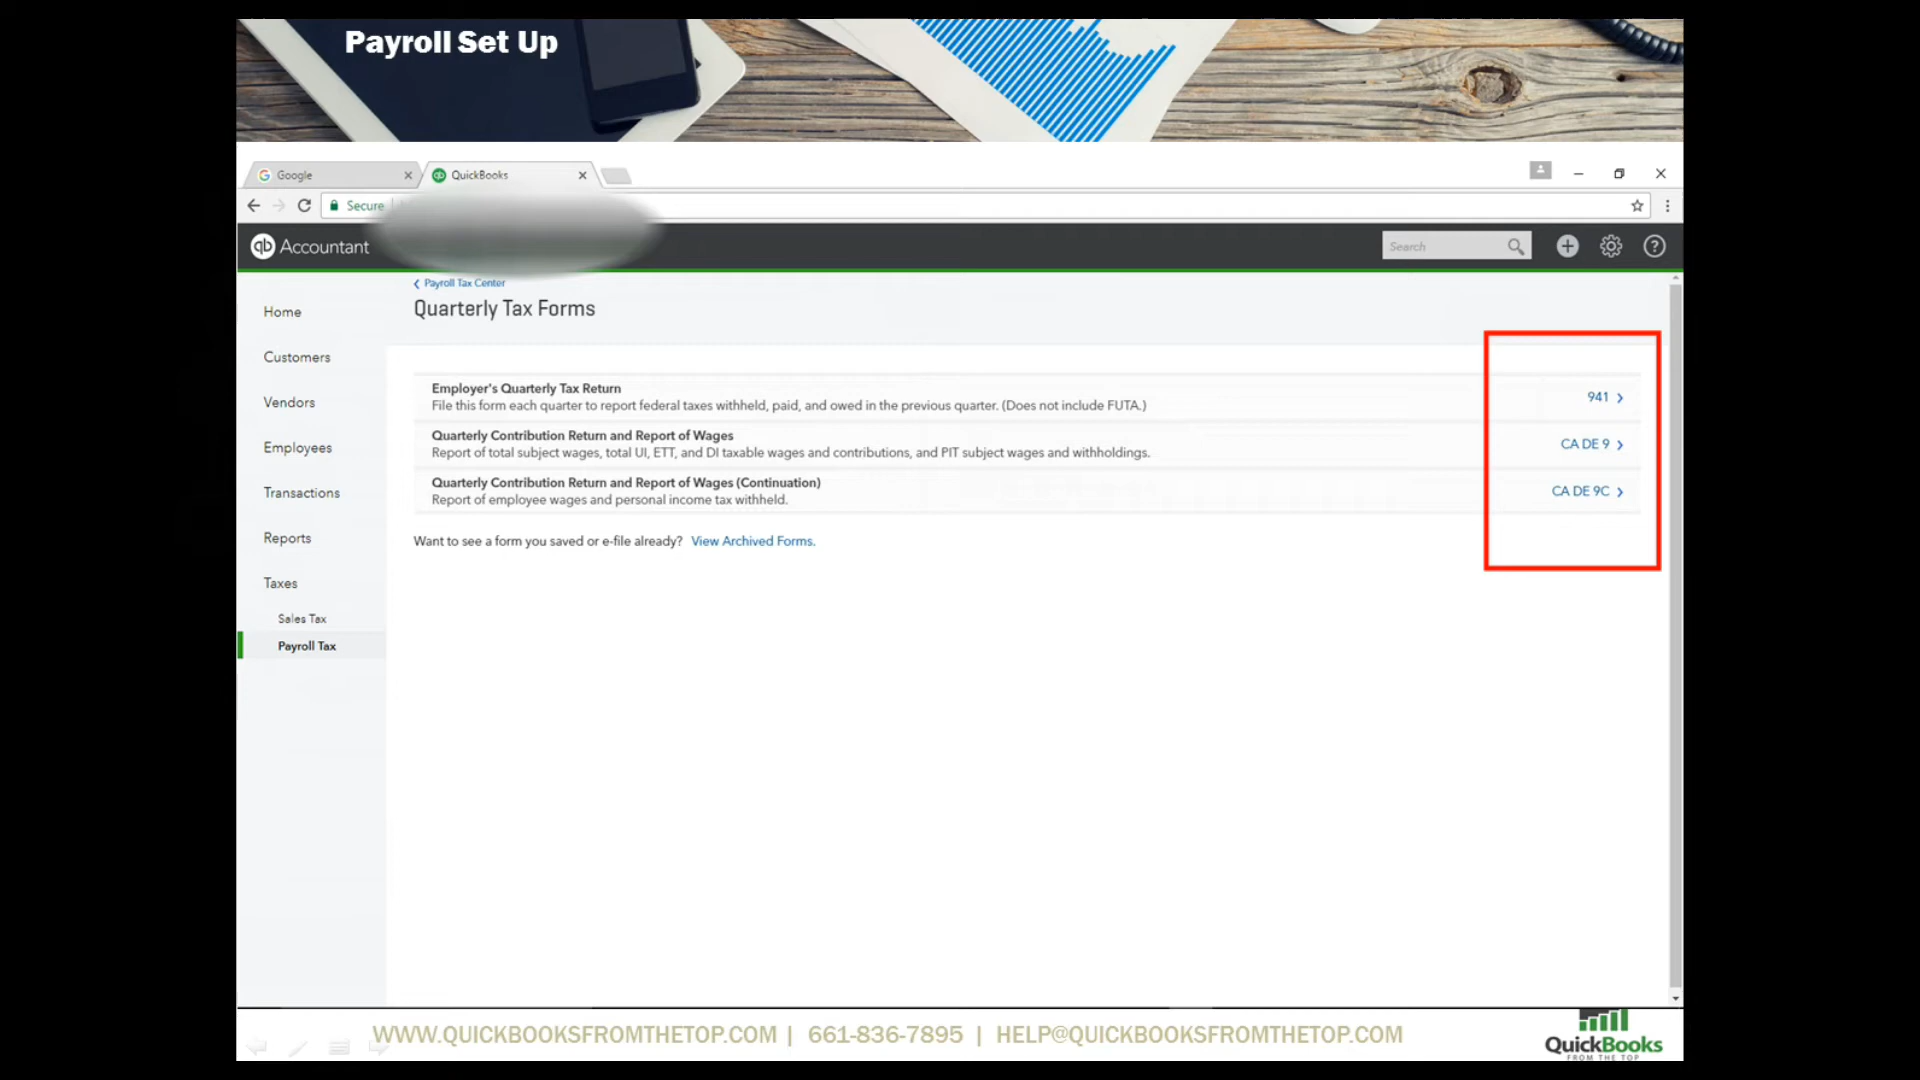 Payroll Set Up
Google
QuickBooks
Secure
qb Accountant
Search
Payroll Tax Center
Quarterly Tax Forms
Home
Customers
Vendors
Employees
Transactions
Reports
Taxes
Sales Tax
Payroll Tax
Employer's Quarterly Tax Return
File this form each quarter to report federal taxes withheld, paid, and owed in the previous quarter. (Does not include FUTA.)
941
Quarterly Contribution Return and Report of Wages
Report of total subject wages, total UI, ETT, and DI taxable wages and contributions, and PIT subject wages and withholdings.
CA DE 9
Quarterly Contribution Return and Report of Wages (Continuation)
Report of employee wages and personal income tax withheld.
CA DE 9C
Want to see a form you saved or e-file already? View Archived Forms.
WWW.QUICKBOOKSFROMTHETOP.COM | 661-836-7895 | HELP@QUICKBOOKSFROMTHETOP.COM
QuickBooks
FROM THE TOP